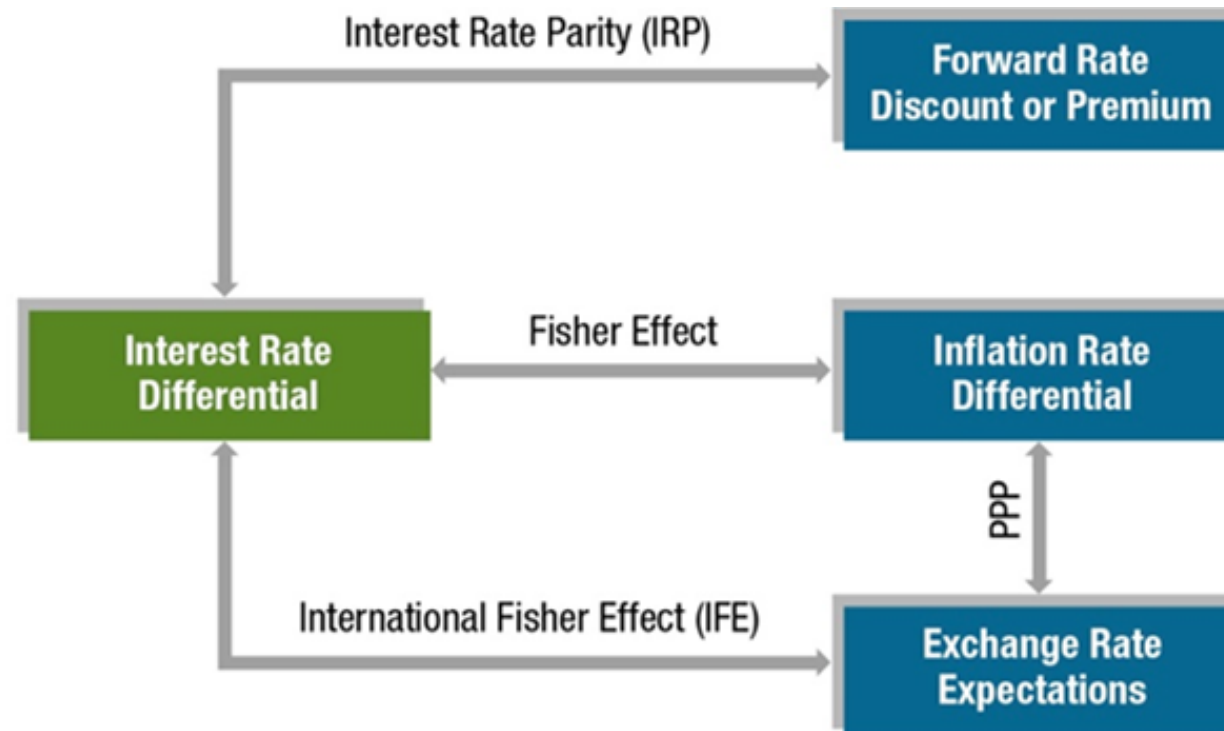 Interest Rate Parity (IRP)
Forward Rate
Discount or Premium
Interest Rate
Differential
Fisher Effect
Inflation Rate
Differential
PPP
International Fisher Effect (IFE)
Exchange Rate
Expectations